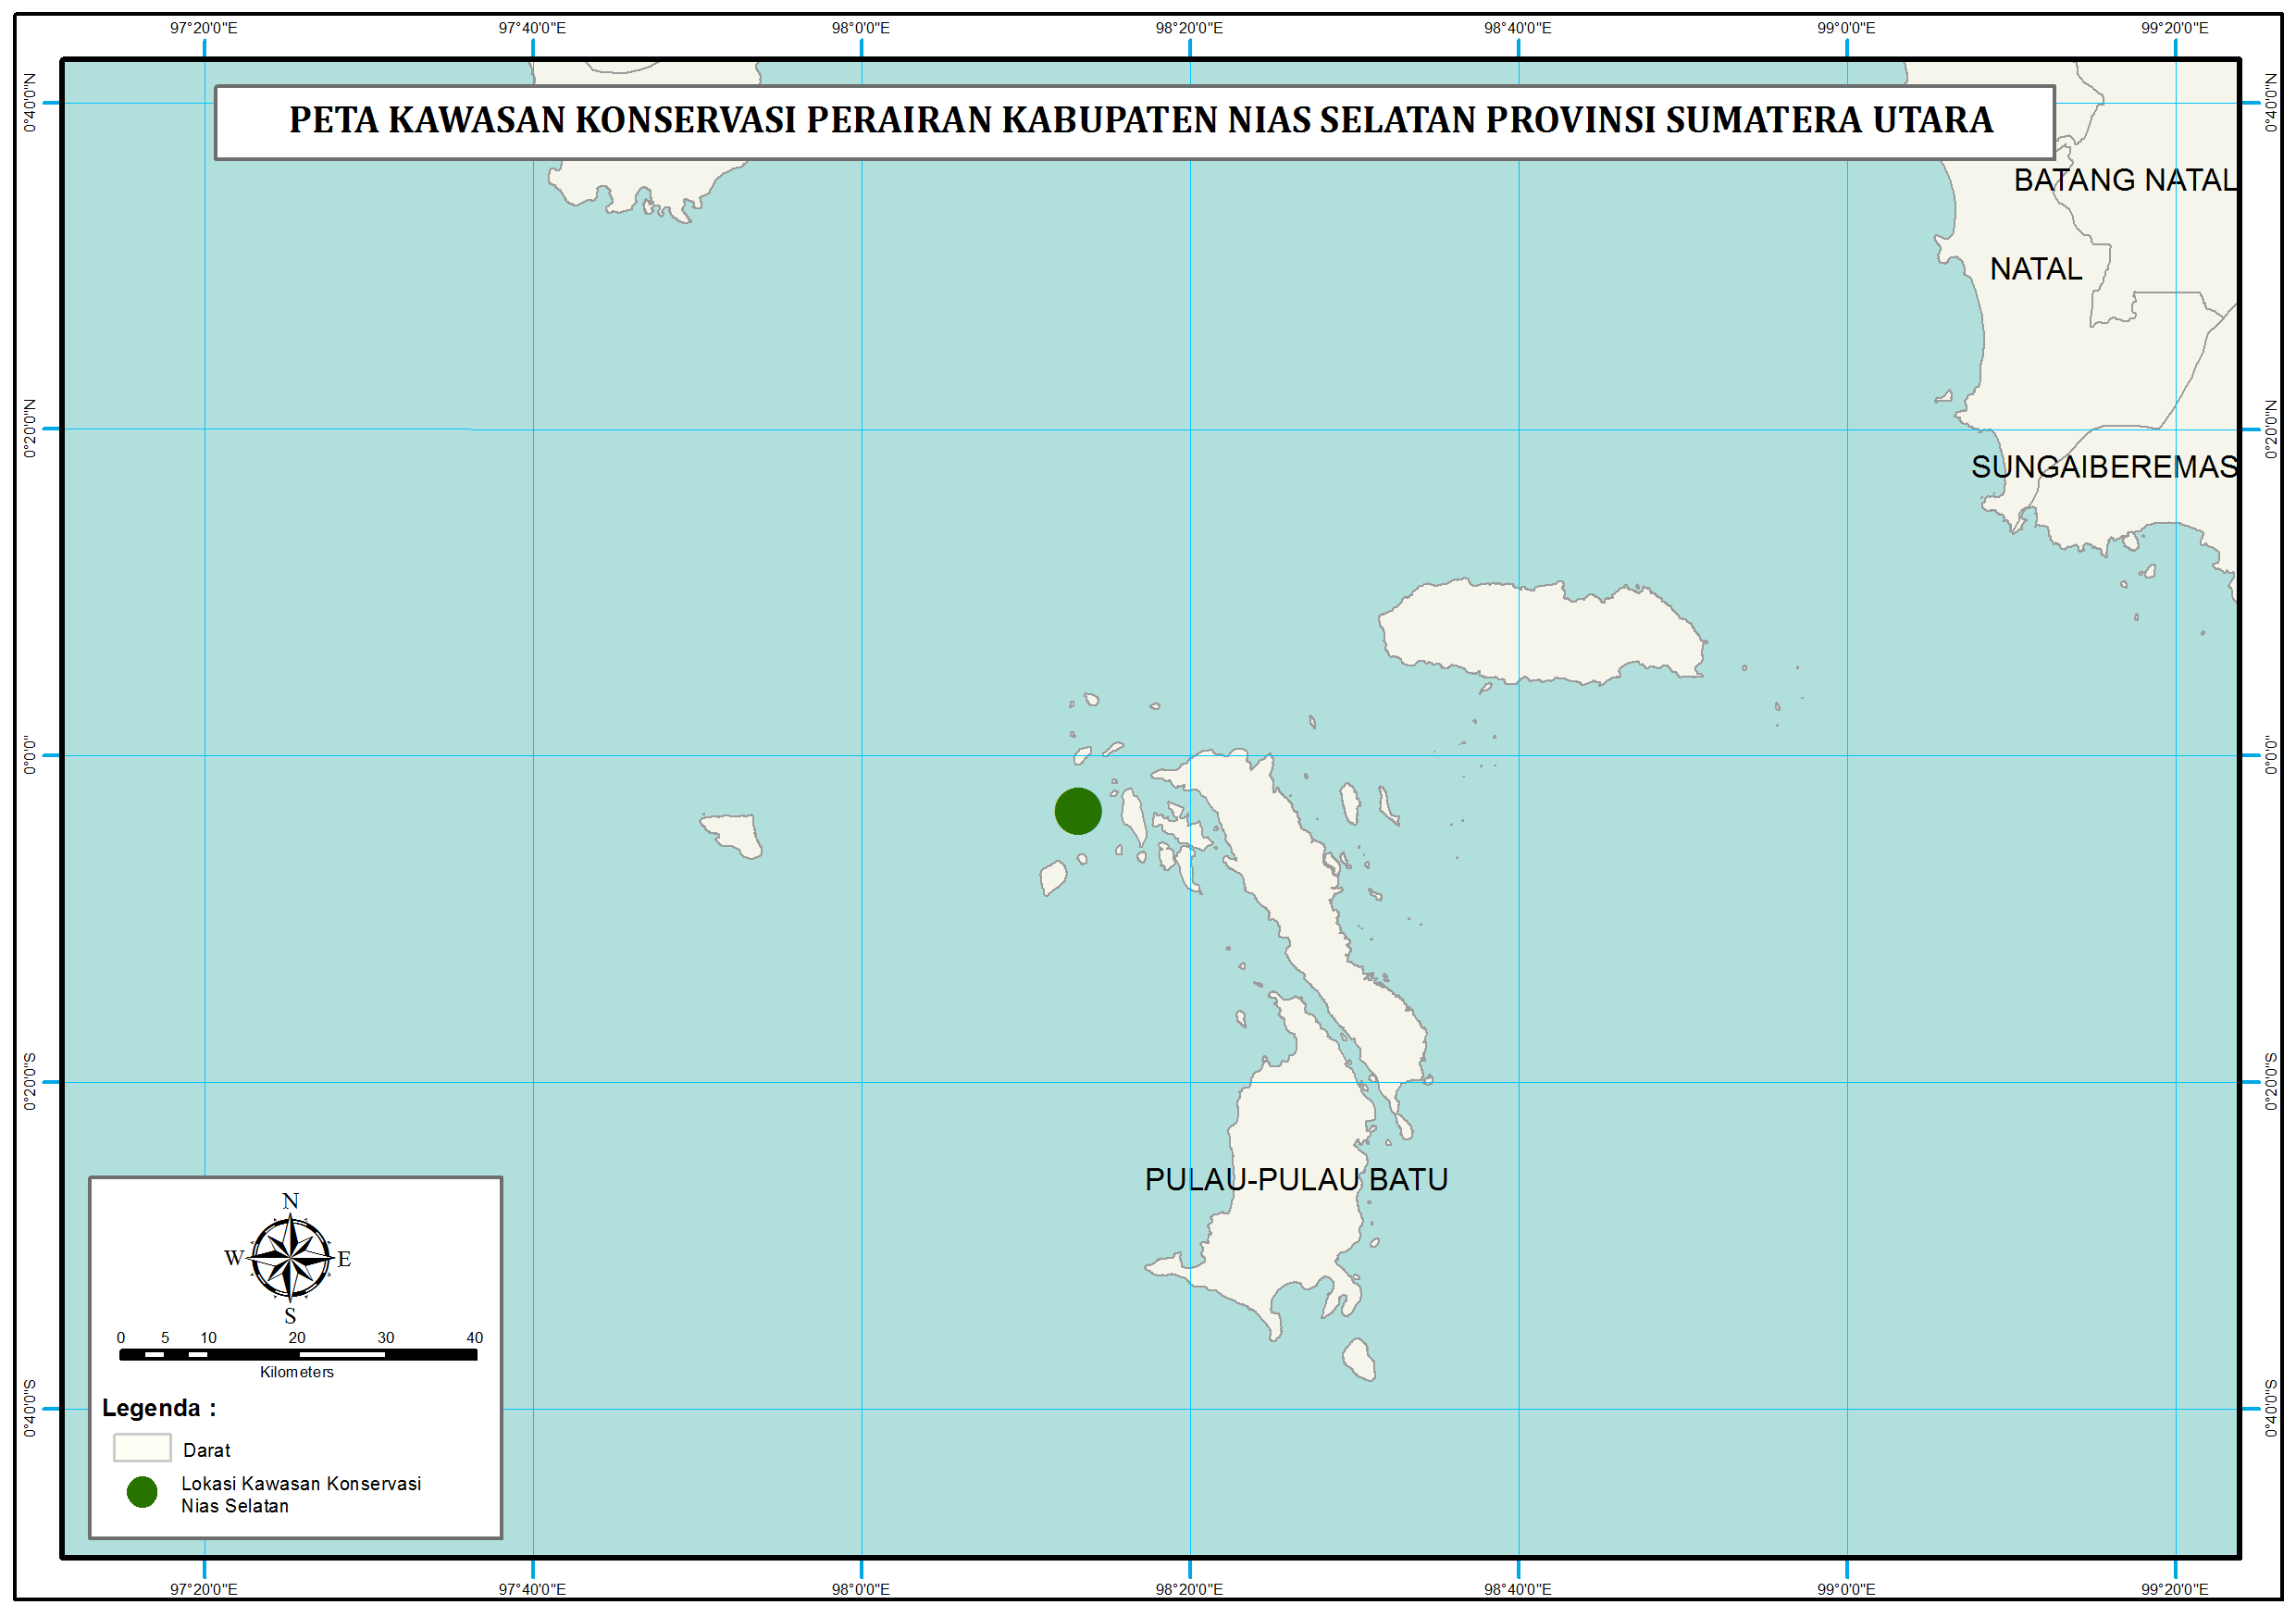 97°20'0"E 97°40'0"E 98°0'0"E 98°20'0"E 98°40'0"E 99°0'0"E 99°20'0"E
PETA KAWASAN KONSERVASI PERAIRAN KABUPATEN NIAS SELATAN PROVINSI SUMATERA UTARA
0°40'0"N 0°40'0"N
BATANG NATAL
NATAL
0°20'0"N 0°20'0"N
SUNGAIBEREMAS
0°0'0" 0°0'0"
0°20'0"S 0°20'0"S
PULAU-PULAU BATU
N
W E
S
0 5 10 20 30 40
Kilometers
0°40'0"S 0°40'0"S
Legenda :
Darat
Lokasi Kawasan Konservasi
Nias Selatan
97°20'0"E 97°40'0"E 98°0'0"E 98°20'0"E 98°40'0"E 99°0'0"E 99°20'0"E